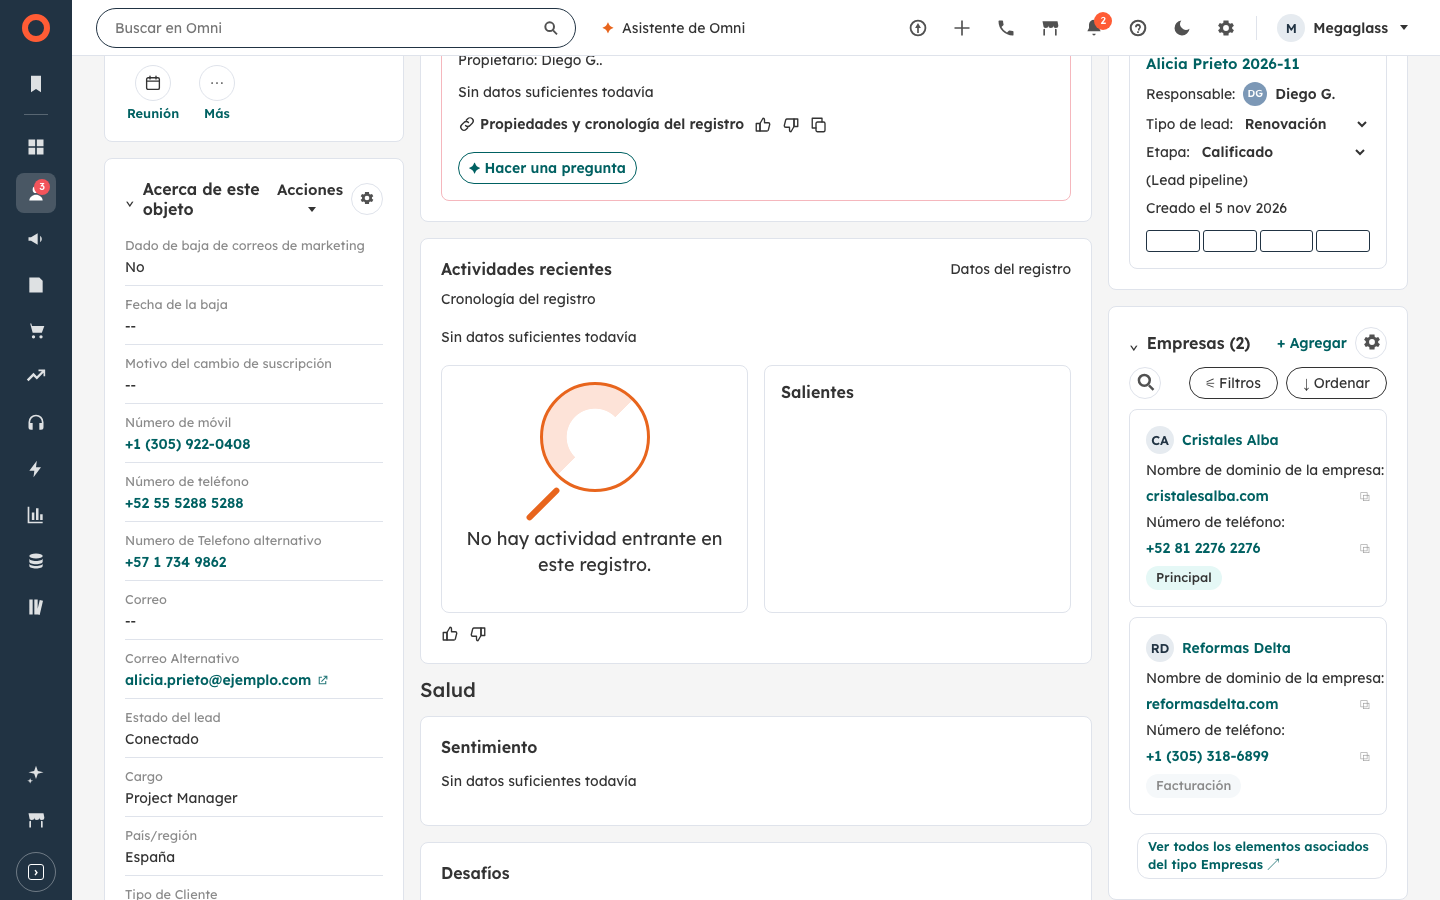 Buscar en Omni
Asistente de Omni
2
M
Megaglass
3
Reunión
Más
Acerca de este objeto
Acciones
Dado de baja de correos de marketing
No
Fecha de la baja
--
Motivo del cambio de suscripción
--
Número de móvil
+1 (305) 922-0408
Número de teléfono
+52 55 5288 5288
Numero de Telefono alternativo
+57 1 734 9862
Correo
--
Correo Alternativo
alicia.prieto@ejemplo.com
Estado del lead
Conectado
Cargo
Project Manager
País/región
España
Tipo de Cliente
Propietario: Diego G..
Sin datos suficientes todavía
Propiedades y cronología del registro
Hacer una pregunta
Actividades recientes
Datos del registro
Cronología del registro
Sin datos suficientes todavía
No hay actividad entrante en
este registro.
Salientes
Salud
Sentimiento
Sin datos suficientes todavía
Desafíos
Alicia Prieto 2026-11
Responsable:
DG
Diego G.
Tipo de lead: Renovación
Etapa: Calificado
(Lead pipeline)
Creado el 5 nov 2026
Empresas (2)
+ Agregar
Filtros
Ordenar
CA
Cristales Alba
Nombre de dominio de la empresa:
cristalesalba.com
Número de teléfono:
+52 81 2276 2276
Principal
RD
Reformas Delta
Nombre de dominio de la empresa:
reformasdelta.com
Número de teléfono:
+1 (305) 318-6899
Facturación
Ver todos los elementos asociados
del tipo Empresas